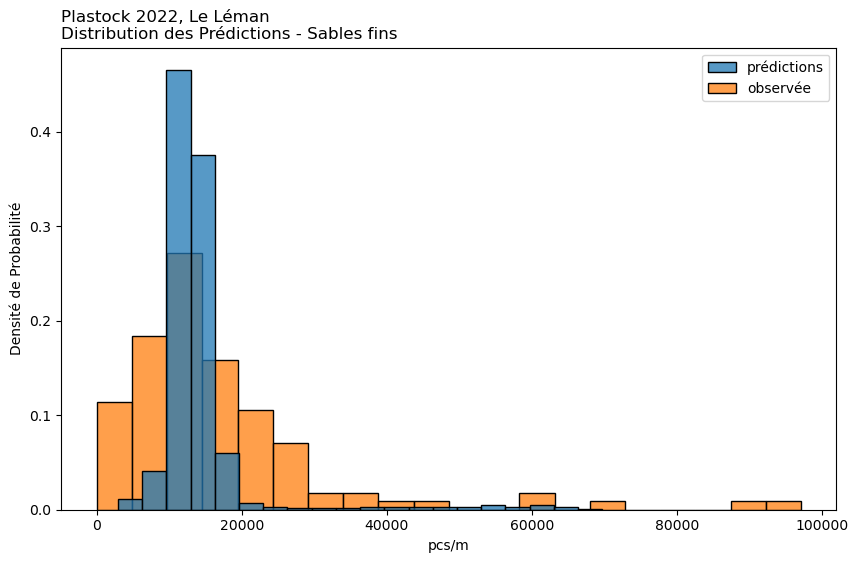 Plastock 2022, Le Léman
Distribution des Prédictions - Sables fins
prédictions
observée
Densité de Probabilité
0.4
0.3
0.2
0.1
0.0
0
20000
40000
60000
80000
100000
pcs/m